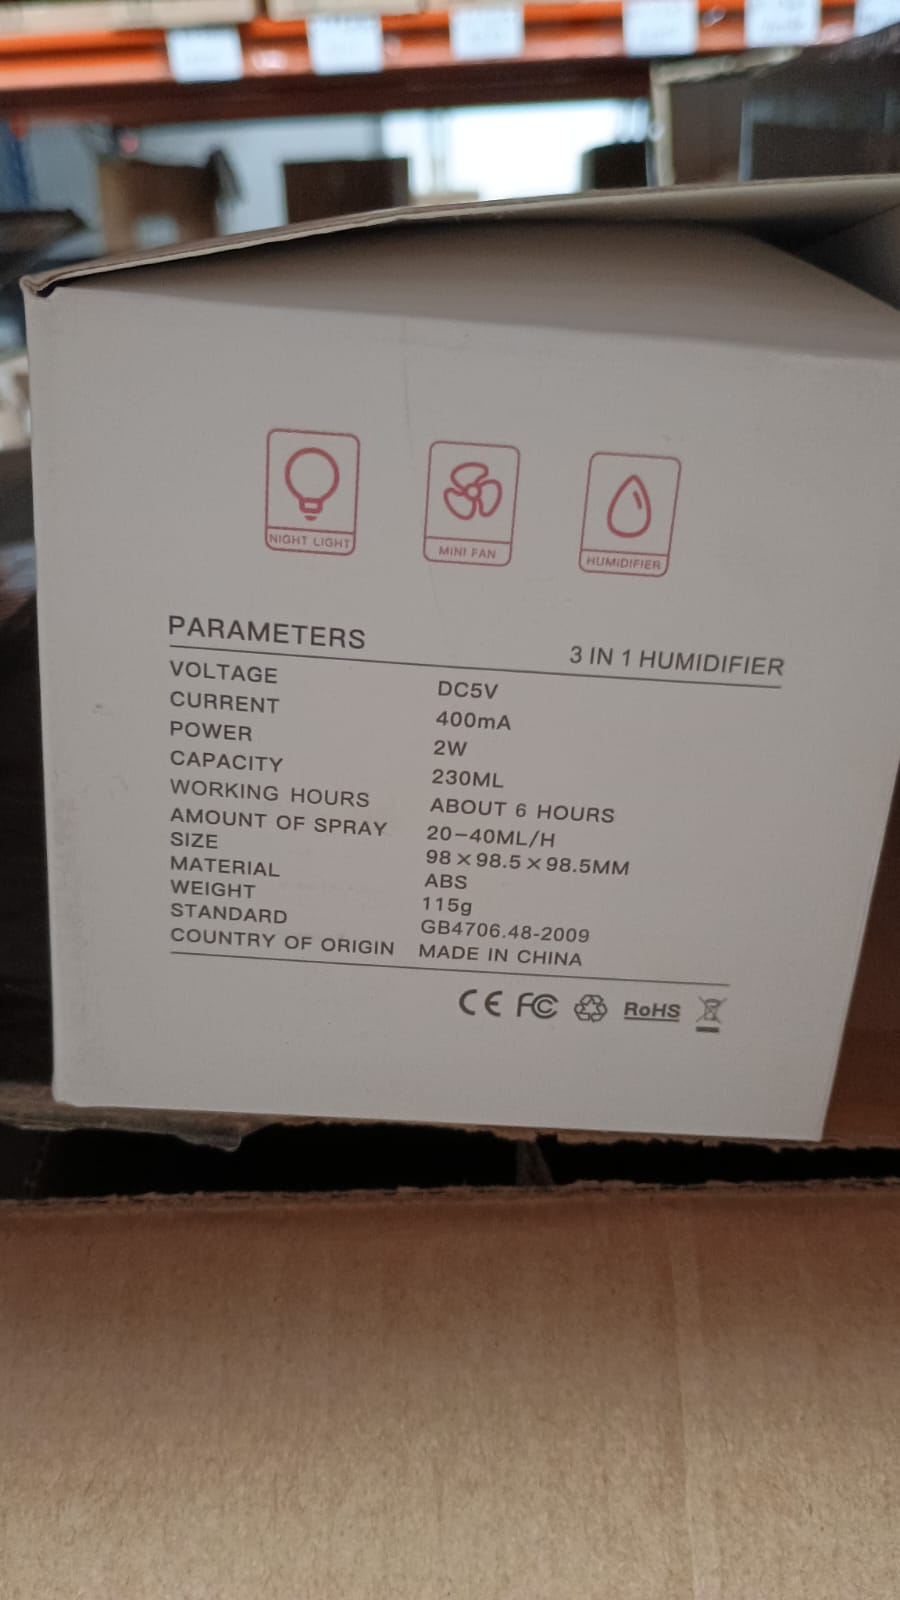 NIGHT LIGHT
MINI FAN
HUMIDIFIER
PARAMETERS 3 IN 1 HUMIDIFIER
VOLTAGE DC5V
CURRENT 400mA
POWER 2W
CAPACITY 230ML
WORKING HOURS ABOUT 6 HOURS
AMOUNT OF SPRAY 20-40ML/H
SIZE 98×98.5×98.5MM
MATERIAL ABS
WEIGHT 115g
STANDARD GB4706.48-2009
COUNTRY OF ORIGIN MADE IN CHINA
CE FC RoHS